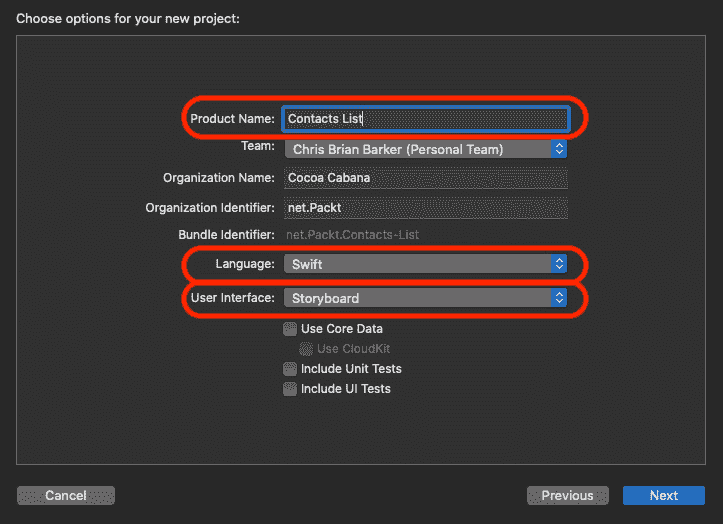 Choose options for your new project:
Product Name: Contacts List
Team: Chris Brian Barker (Personal Team)
Organization Name: Cocoa Cabana
Organization Identifier: net.Packt
Bundle Identifier: net.Packt.Contacts-List
Language: Swift
User Interface: Storyboard
Use Core Data
Use CloudKit
Include Unit Tests
Include UI Tests
Cancel Previous Next